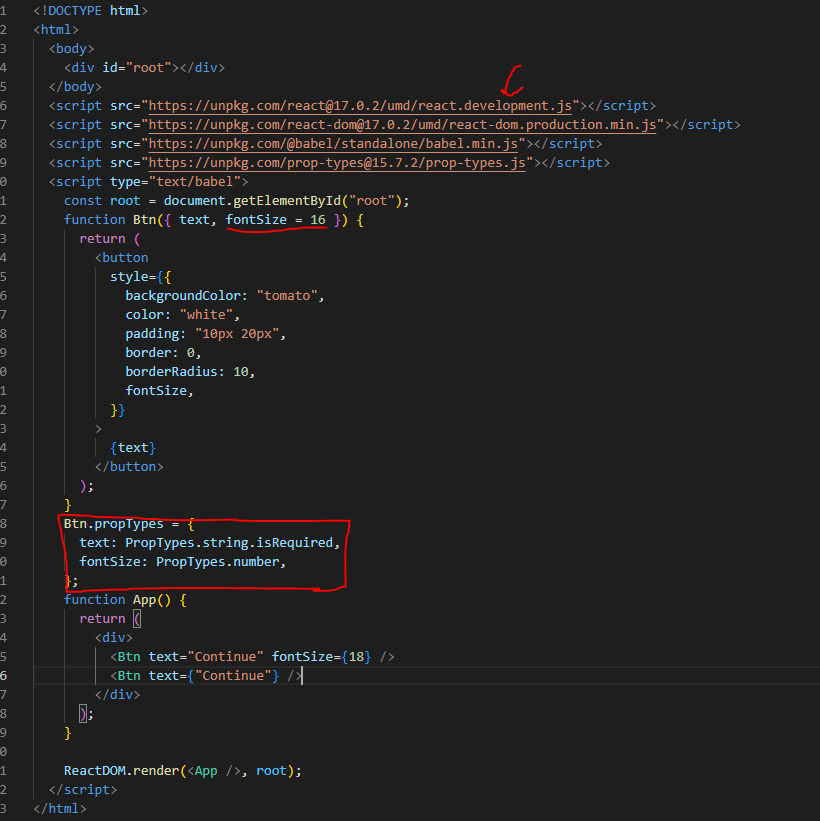 1 <!DOCTYPE html>
2 <html>
3   <body>
4     <div id="root"></div>
5   </body>
6   <script src="https://unpkg.com/react@17.0.2/umd/react.development.js"></script>
7   <script src="https://unpkg.com/react-dom@17.0.2/umd/react-dom.production.min.js"></script>
8   <script src="https://unpkg.com/@babel/standalone/babel.min.js"></script>
9   <script src="https://unpkg.com/prop-types@15.7.2/prop-types.js"></script>
0   <script type="text/babel">
1     const root = document.getElementById("root");
2     function Btn({ text, fontSize = 16 }) {
3       return (
4         <button
5           style={{
6             backgroundColor: "tomato",
7             color: "white",
8             padding: "10px 20px",
9             border: 0,
0             borderRadius: 10,
1             fontSize,
2           }}
3         >
4           {text}
5         </button>
6       );
7     }
8     Btn.propTypes = {
9       text: PropTypes.string.isRequired,
0       fontSize: PropTypes.number,
1     };
2     function App() {
3       return (
4         <div>
5           <Btn text="Continue" fontSize={18} />
6           <Btn text={"Continue"} />
7         </div>
8       );
9     }
0
1     ReactDOM.render(<App />, root);
2   </script>
3 </html>